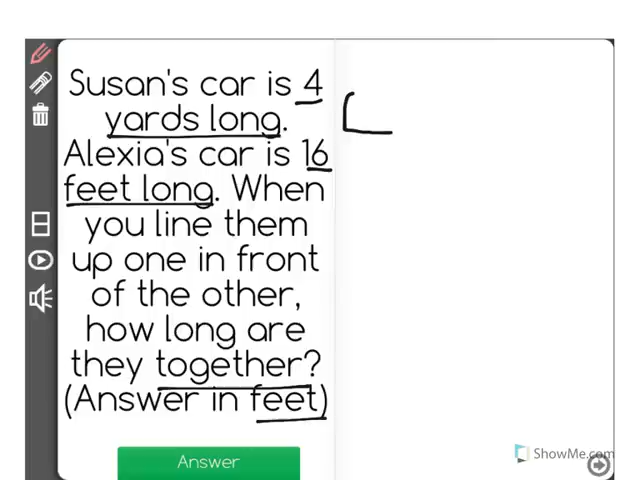 Susan's car is 4
yards long.
Alexia's car is 16
feet long. When
you line them
up one in front
of the other,
how long are
they together?
(Answer in feet)
Answer
ShowMe.com